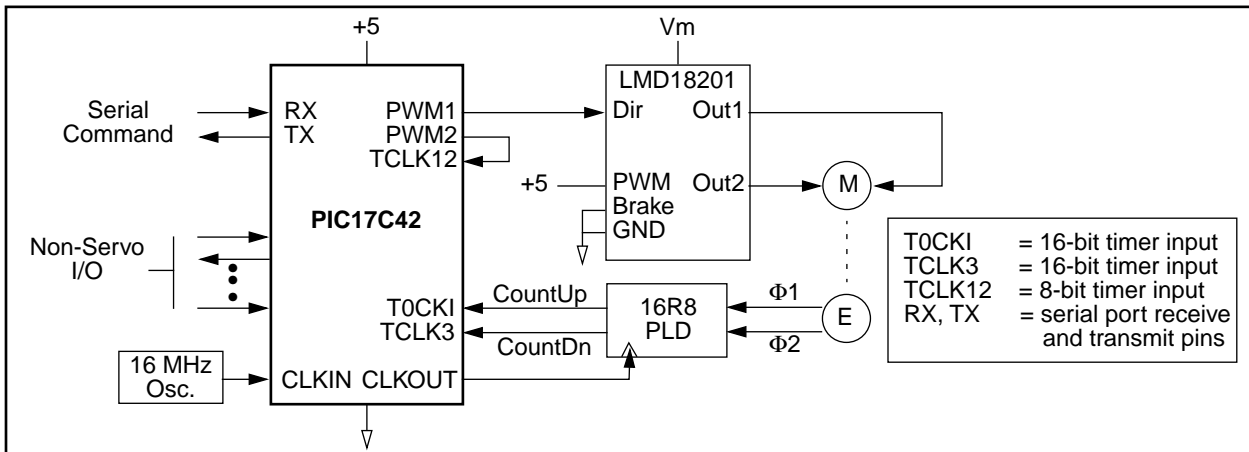 +5
Vm
Serial
Command
RX
TX
PWM1
PWM2
TCLK12
PIC17C42
LMD18201
Dir
Out1
+5
PWM
Out2
Brake
GND
M
Non-Servo
I/O
T0CKI
TCLK3
CountUp
CountDn
16R8
PLD
Φ1
Φ2
E
16 MHz
Osc.
CLKIN
CLKOUT
T0CKI = 16-bit timer input
TCLK3 = 16-bit timer input
TCLK12 = 8-bit timer input
RX, TX = serial port receive
and transmit pins